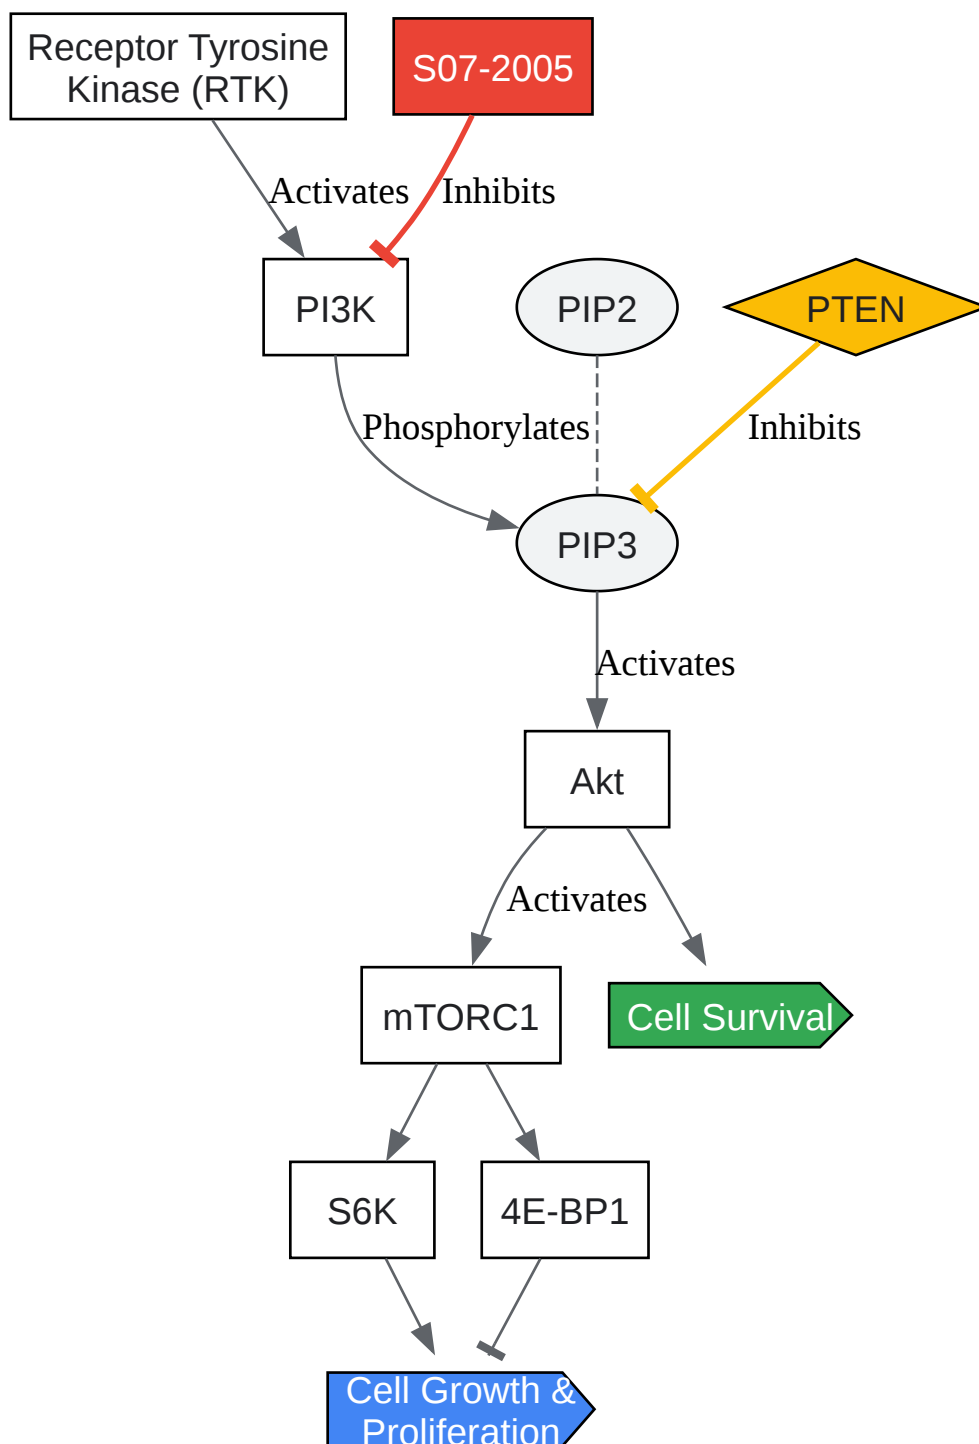 Receptor Tyrosine
Kinase (RTK)
S07-2005
Activates
Inhibits
PI3K
PIP2
PTEN
Phosphorylates
Inhibits
PIP3
Activates
Akt
Activates
mTORC1
Cell Survival
S6K
4E-BP1
Cell Growth &
Proliferation